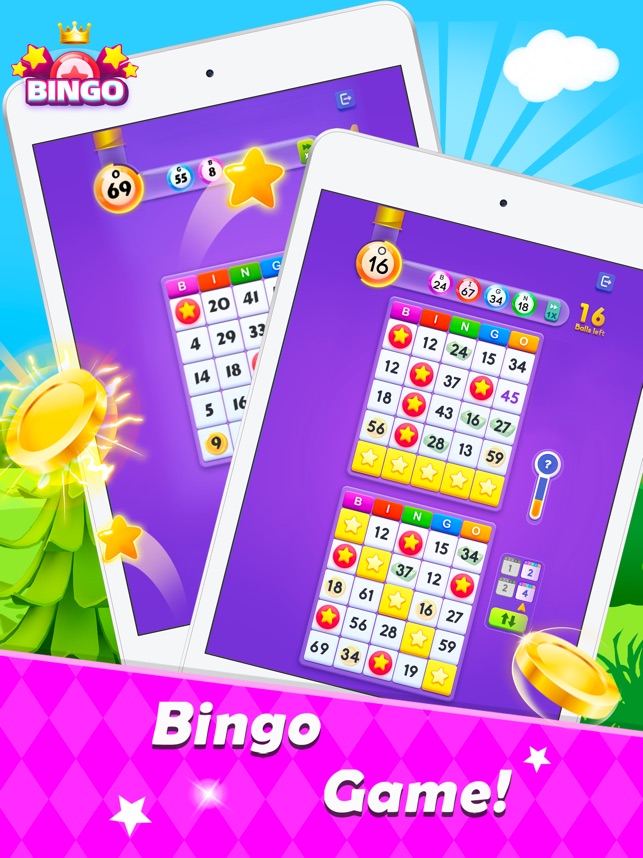 BINGO
O
69
G
55
B
8
B I N G
20 41
4 29 33
14 18
5 16
9
O
16
B
24
I
67
G
34
N
18
1X
16
Balls left
B I N G O
12 24 15 34
12 37 45
18 43 16 27
56 28 13 59
?
B I N G O
12 15 34
37 12
18 61 16 27
56 28 59
69 34 19
1 2
2 4
Bingo
Game!